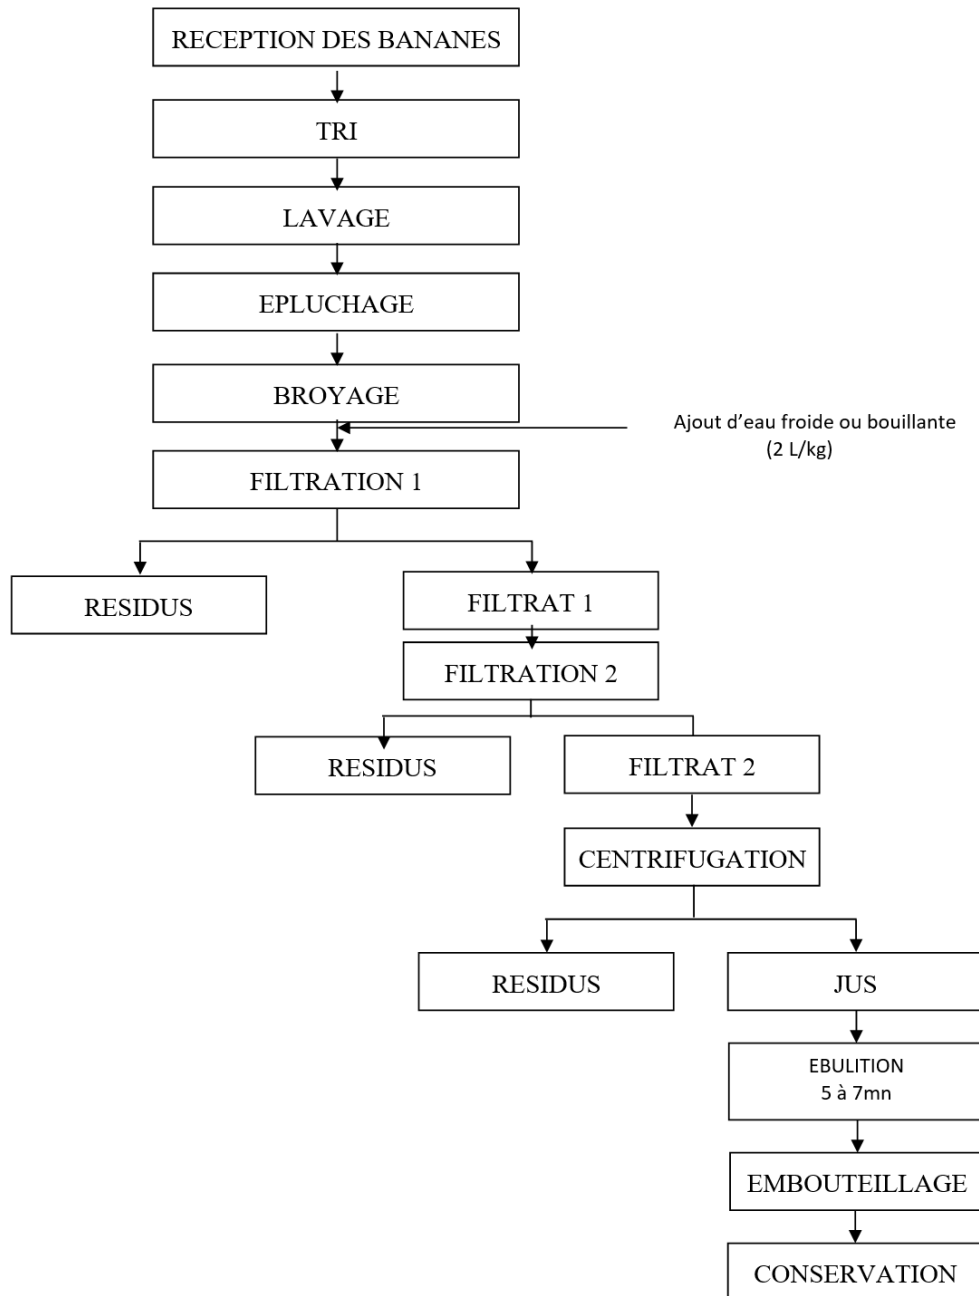 RECEPTION DES BANANES
TRI
LAVAGE
EPLUCHAGE
BROYAGE
Ajout d’eau froide ou bouillante
(2 L/kg)
FILTRATION 1
RESIDUS
FILTRAT 1
FILTRATION 2
RESIDUS
FILTRAT 2
CENTRIFUGATION
RESIDUS
JUS
EBULITION
5 à 7mn
EMBOUTEILLAGE
CONSERVATION